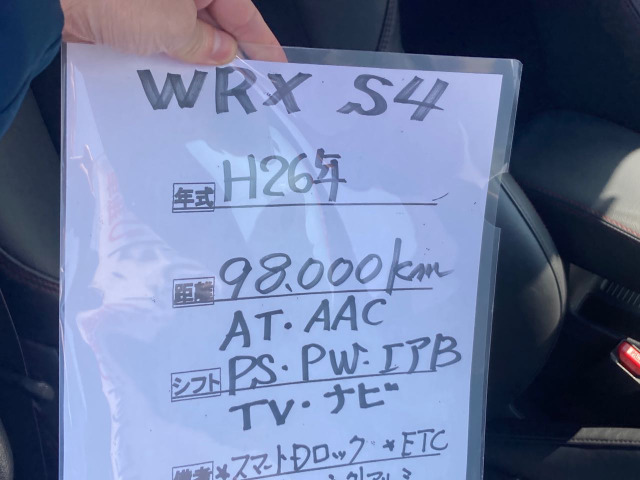 WRX S4
年式 H26年
距離 98.000km
AT・AAC
シフト PS・PW・エアB
TV・ナビ
備考 *スマートDロック *ETC